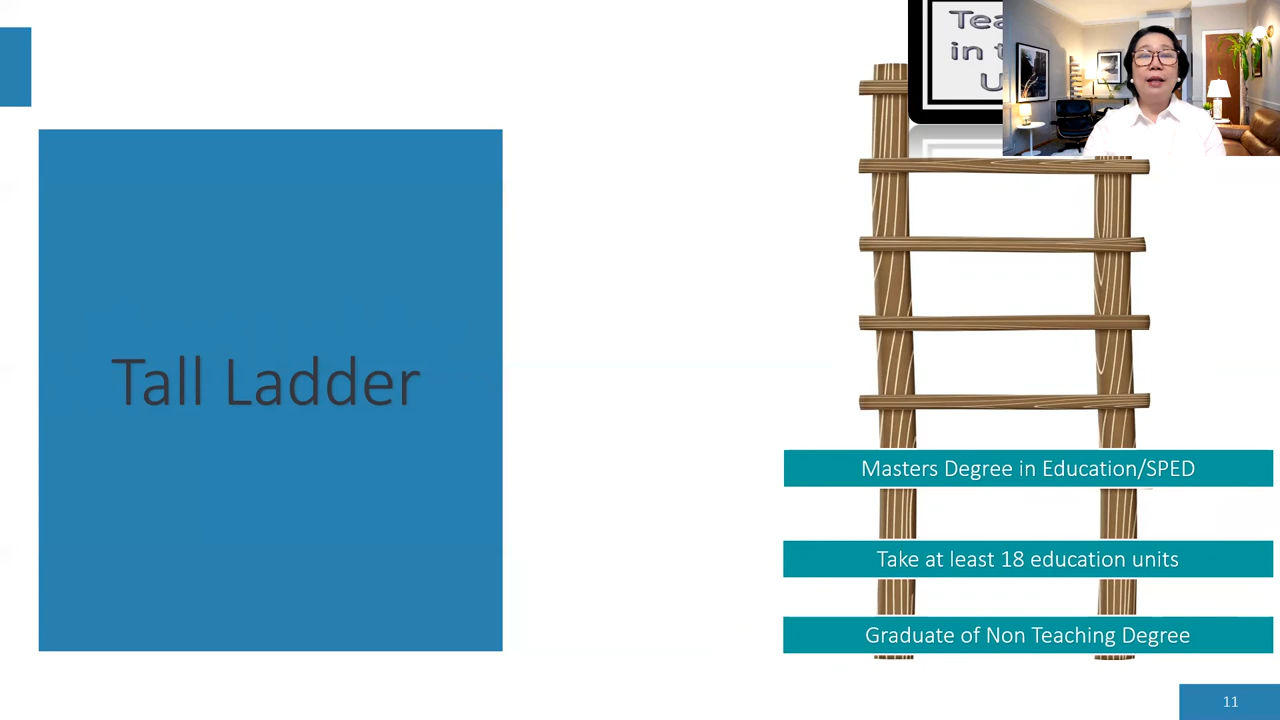 Tall Ladder
in
Masters Degree in Education/SPED
Take at least 18 education units
Graduate of Non Teaching Degree
11